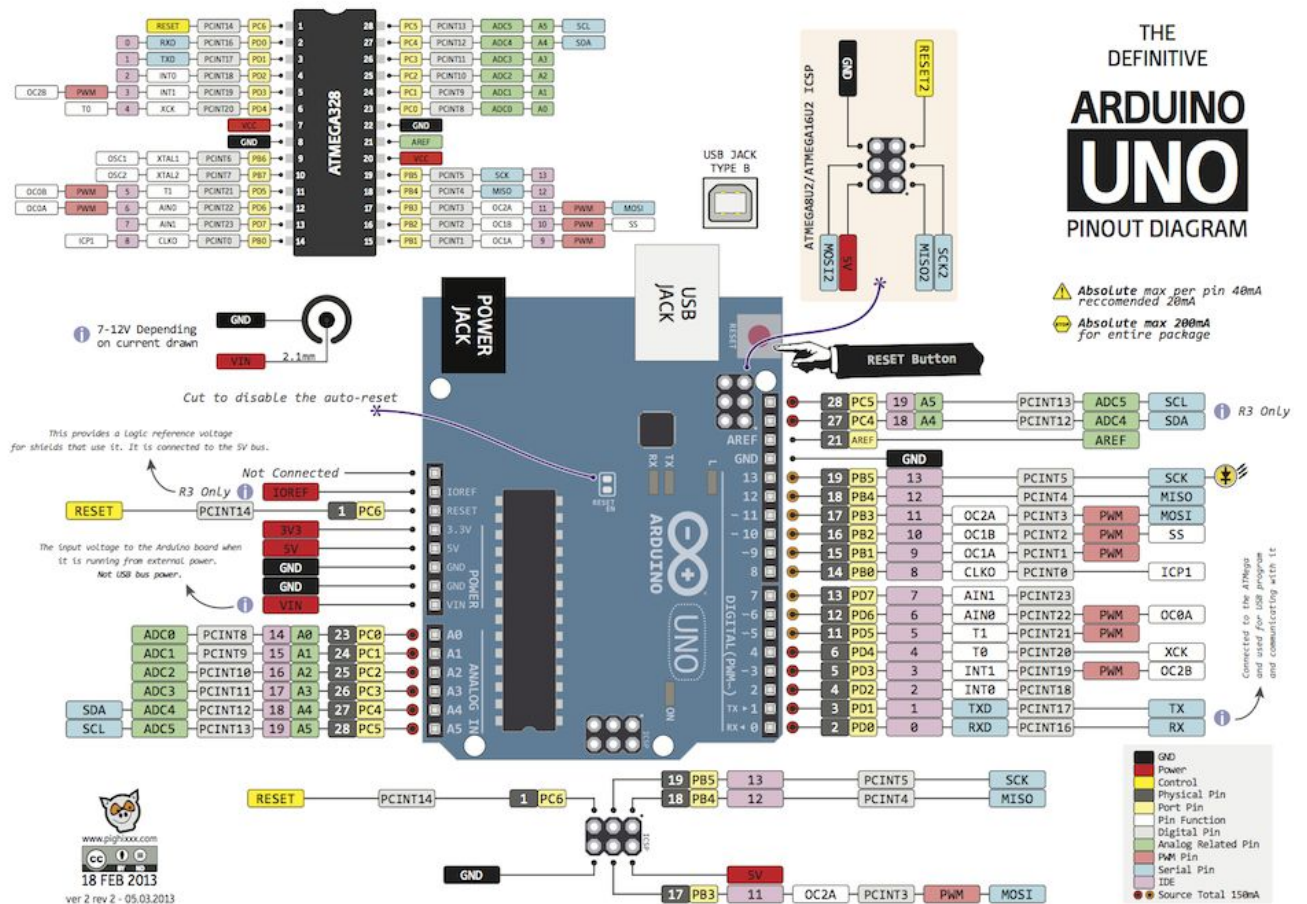 THE
DEFINITIVE
ARDUINO
UNO
PINOUT DIAGRAM
RESET PCINT14 PC6 1
0 RXD PCINT16 PD0 2
1 TXD PCINT17 PD1 3
2 INT0 PCINT18 PD2 4
OC2B PWM 3 INT1 PCINT19 PD3 5
T0 4 XCK PCINT20 PD4 6
VCC 7
GND 8
OSC1 XTAL1 PCINT6 PB6 9
OSC2 XTAL2 PCINT7 PB7 10
OC0B PWM 5 T1 PCINT21 PD5 11
OC0A PWM 6 AIN0 PCINT22 PD6 12
7 AIN1 PCINT23 PD7 13
ICP1 8 CLKO PCINT0 PB0 14
ATMEGA328
28 PC5 PCINT13 ADC5 A5 SCL
27 PC4 PCINT12 ADC4 A4 SDA
26 PC3 PCINT11 ADC3 A3
25 PC2 PCINT10 ADC2 A2
24 PC1 PCINT9 ADC1 A1
23 PC0 PCINT8 ADC0 A0
22 GND
21 AREF
20 VCC
19 PB5 PCINT5 SCK 13
18 PB4 PCINT4 MISO 12
17 PB3 PCINT3 OC2A 11 PWM MOSI
16 PB2 PCINT2 OC1B 10 PWM SS
15 PB1 PCINT1 OC1A 9 PWM
USB JACK
TYPE B
ATMEGA8U2/ATMEGA16U2 ICSP
GND
RESET2
MOSI2
5V
MISO2
SCK2
Absolute max per pin 40mA
reccomended 20mA
STOP
Absolute max 200mA
for entire package
i 7-12V Depending
on current drawn
GND
VIN
2.1mm
POWER
JACK
USB
JACK
RESET
RESET Button
Cut to disable the auto-reset
This provides a logic reference voltage
for shields that use it. It is connected to the 5V bus.
Not Connected
R3 Only i IOREF
RESET PCINT14 1 PC6
3V3
5V
GND
GND
i VIN
The input voltage to the Arduino board when
it is running from external power.
Not USB bus power.
ADC0 PCINT8 14 A0 23 PC0
ADC1 PCINT9 15 A1 24 PC1
ADC2 PCINT10 16 A2 25 PC2
ADC3 PCINT11 17 A3 26 PC3
SDA ADC4 PCINT12 18 A4 27 PC4
SCL ADC5 PCINT13 19 A5 28 PC5
IOREF
RESET
3.3V
5V
GND
GND
VIN
POWER
A0
A1
A2
A3
A4
A5
ANALOG IN
RX
TX
L
RESET
EN
ARDUINO
UNO
ON
ICSP
AREF
GND
13
12
~11
~10
~9
8
7
~6
~5
4
~3
2
TX ▸ 1
RX ◂ 0
DIGITAL(PWM~)
28 PC5 19 A5 PCINT13 ADC5 SCL
27 PC4 18 A4 PCINT12 ADC4 SDA
i R3 Only
21 AREF AREF
GND
19 PB5 13 PCINT5 SCK
18 PB4 12 PCINT4 MISO
17 PB3 11 OC2A PCINT3 PWM MOSI
16 PB2 10 OC1B PCINT2 PWM SS
15 PB1 9 OC1A PCINT1 PWM
14 PB0 8 CLKO PCINT0 ICP1
13 PD7 7 AIN1 PCINT23
12 PD6 6 AIN0 PCINT22 PWM OC0A
11 PD5 5 T1 PCINT21 PWM
6 PD4 4 T0 PCINT20 XCK
5 PD3 3 INT1 PCINT19 PWM OC2B
4 PD2 2 INT0 PCINT18
3 PD1 1 TXD PCINT17 TX
2 PD0 0 RXD PCINT16 RX
i
Connected to the ATMega
and used for USB program
and communicating with it
RESET PCINT14 1 PC6
19 PB5 13 PCINT5 SCK
18 PB4 12 PCINT4 MISO
ICSP
GND
5V
17 PB3 11 OC2A PCINT3 PWM MOSI
GND
Power
Control
Physical Pin
Port Pin
Pin Function
Digital Pin
Analog Related Pin
PWM Pin
Serial Pin
IDE
Source Total 150mA
www.pighixxx.com
cc
BY ND
18 FEB 2013
ver 2 rev 2 - 05.03.2013